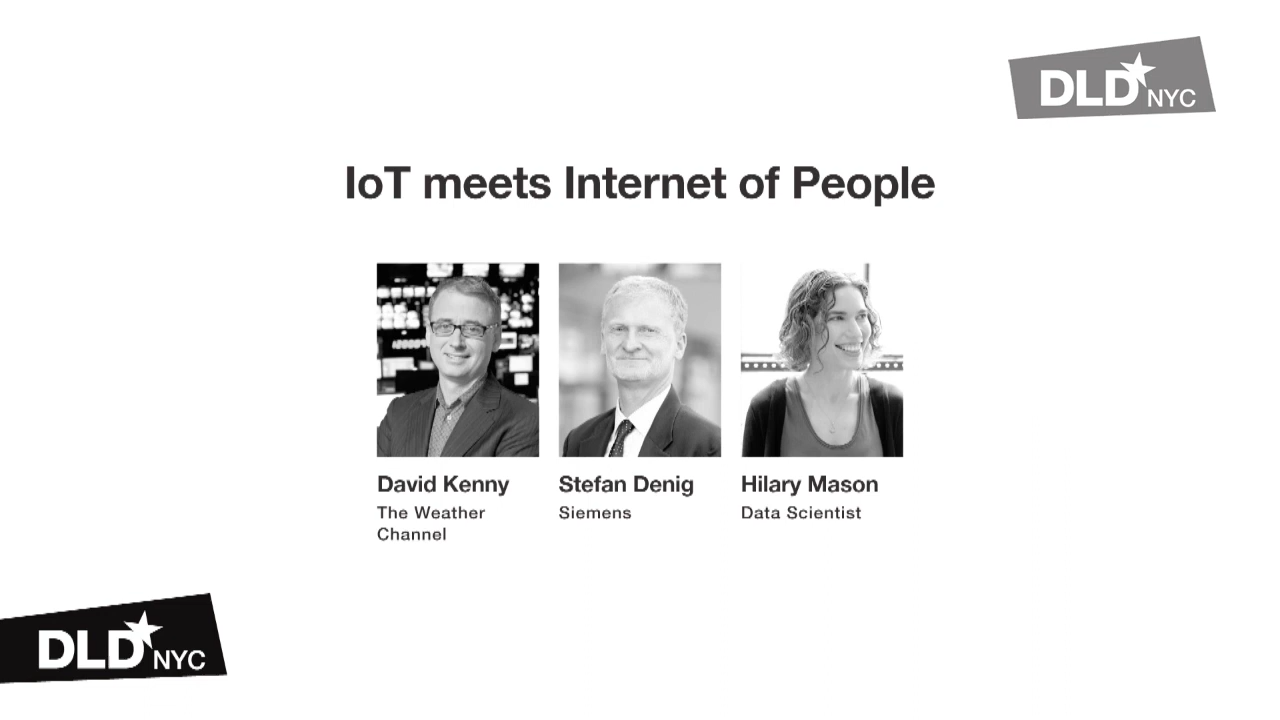 DLD NYC
IoT meets Internet of People
David Kenny
The Weather
Channel
Stefan Denig
Siemens
Hilary Mason
Data Scientist
DLD NYC